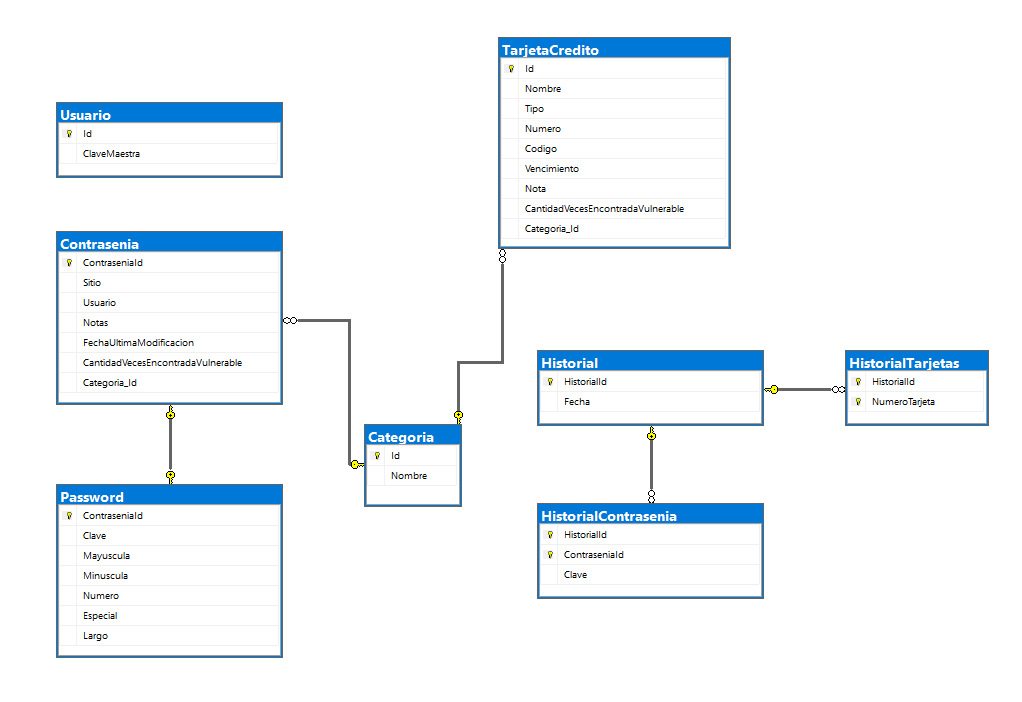 TarjetaCredito
Id
Nombre
Tipo
Numero
Codigo
Vencimiento
Nota
CantidadVecesEncontradaVulnerable
Categoria_Id
Usuario
Id
ClaveMaestra
Contrasenia
ContraseniaId
Sitio
Usuario
Notas
FechaUltimaModificacion
CantidadVecesEncontradaVulnerable
Categoria_Id
Historial
HistorialId
Fecha
HistorialTarjetas
HistorialId
NumeroTarjeta
Categoria
Id
Nombre
Password
ContraseniaId
Clave
Mayuscula
Minuscula
Numero
Especial
Largo
HistorialContrasenia
HistorialId
ContraseniaId
Clave